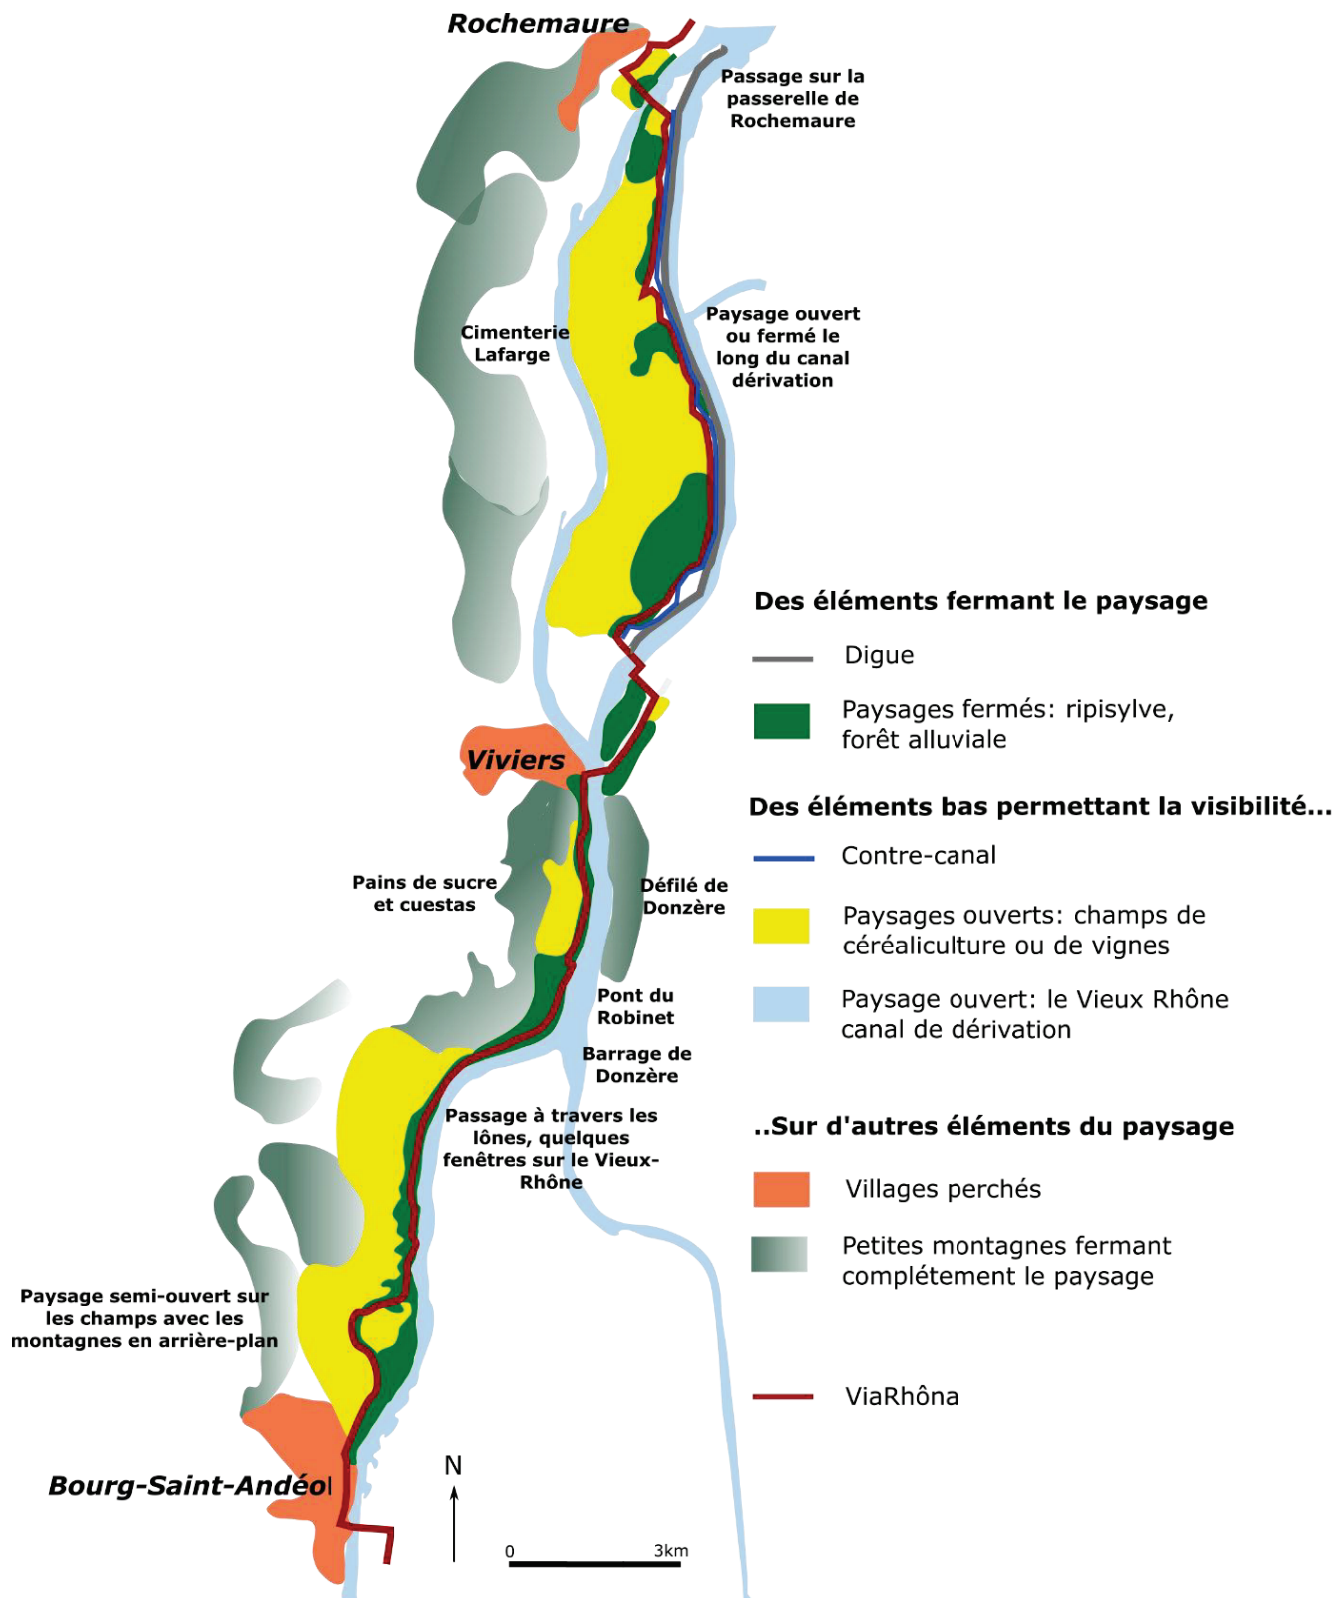 Rochemaure
Passage sur la
passerelle de
Rochemaure
Cimenterie
Lafarge
Paysage ouvert
ou fermé le
long du canal
dérivation
Viviers
Pains de sucre
et cuestas
Défilé de
Donzère
Pont du
Robinet
Barrage de
Donzère
Passage à travers les
lônes, quelques
fenêtres sur le Vieux-
Rhône
Paysage semi-ouvert sur
les champs avec les
montagnes en arrière-plan
Bourg-Saint-Andéol
N
0 3km
Des éléments fermant le paysage
Digue
Paysages fermés: ripisylve,
forêt alluviale
Des éléments bas permettant la visibilité...
Contre-canal
Paysages ouverts: champs de
céréaliculture ou de vignes
Paysage ouvert: le Vieux Rhône
canal de dérivation
..Sur d'autres éléments du paysage
Villages perchés
Petites montagnes fermant
complétement le paysage
ViaRhôna